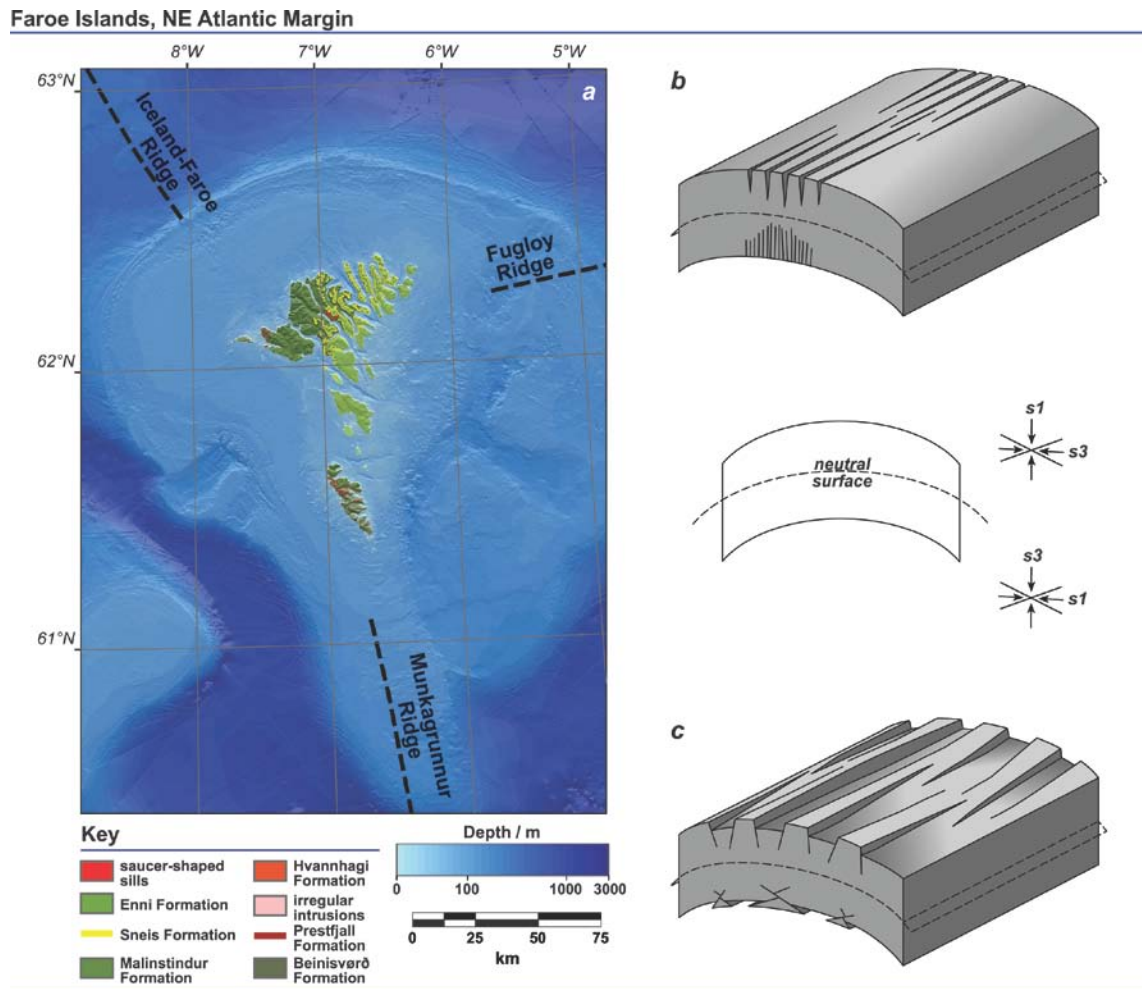 Faroe Islands, NE Atlantic Margin
8°W
7°W
6°W
5°W
63°N
62°N
61°N
a
Iceland-Faroe
Ridge
Fugloy
Ridge
Munkagrunnur
Ridge
Key
saucer-shaped
sills
Enni Formation
Sneis Formation
Malinstindur
Formation
Hvannhagi
Formation
irregular
intrusions
Prestfjall
Formation
Beinisvørð
Formation
Depth / m
0 100 1000 3000
0 25 50 75
km
b
neutral
surface
s1
s3
s3
s1
c